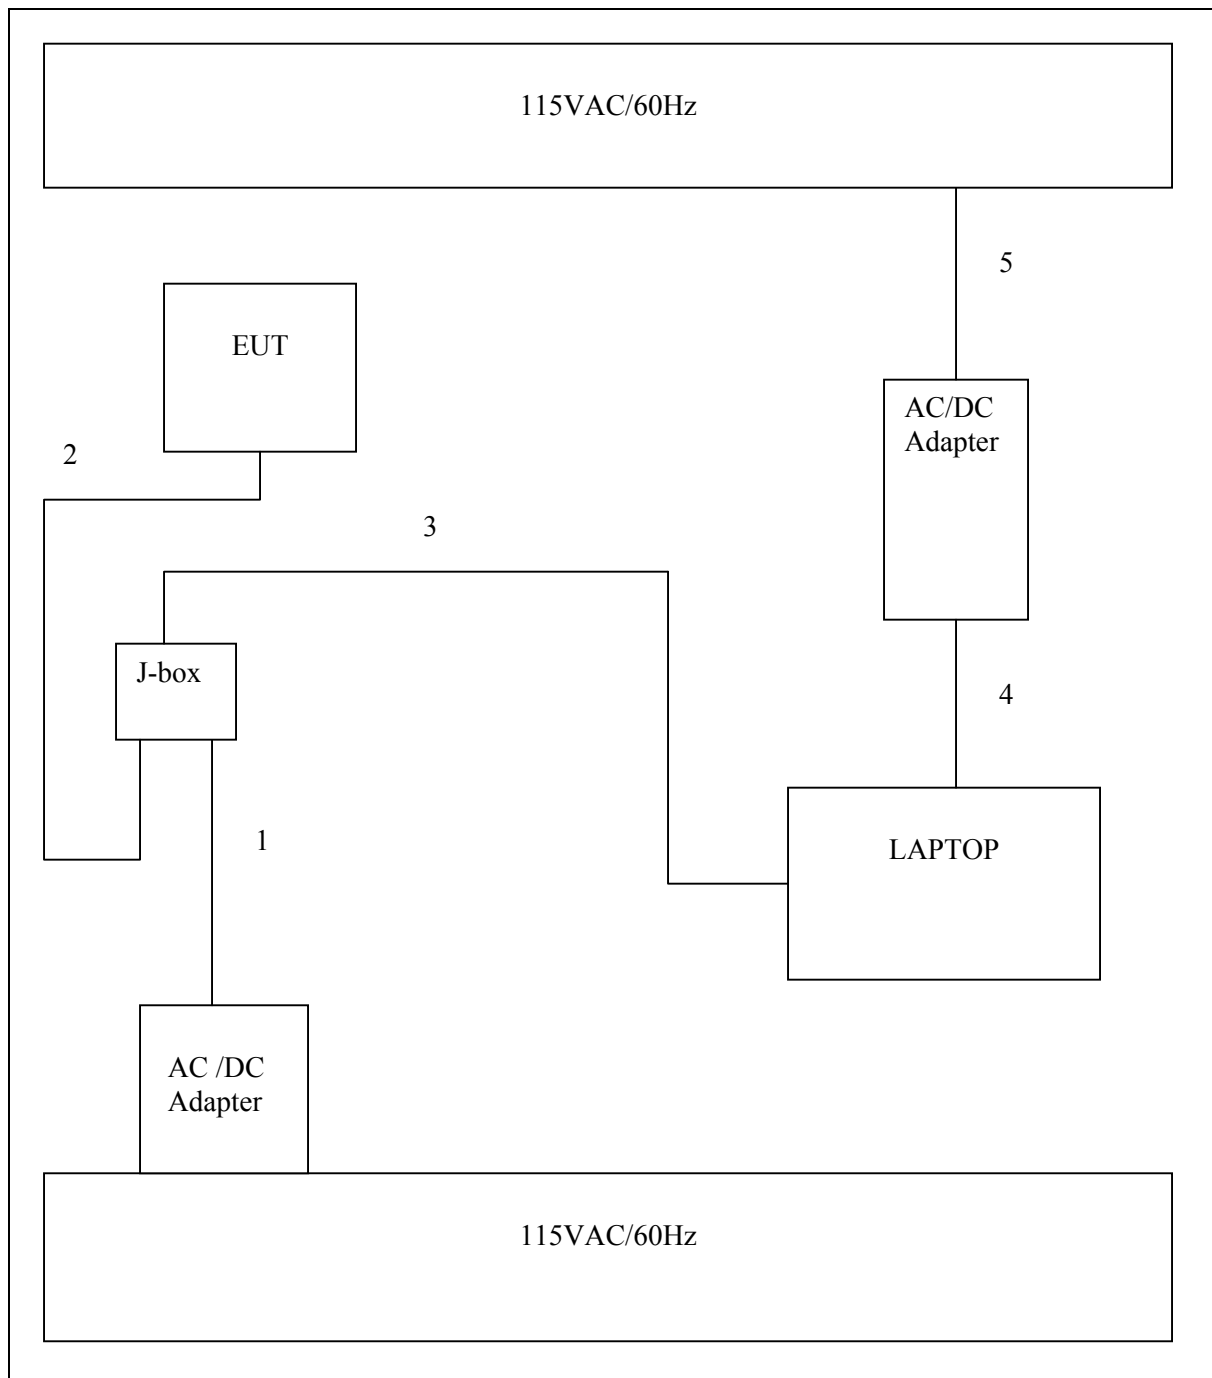 115VAC/60Hz
5
EUT
AC/DC
Adapter
2
3
J-box
4
1
LAPTOP
AC /DC
Adapter
115VAC/60Hz